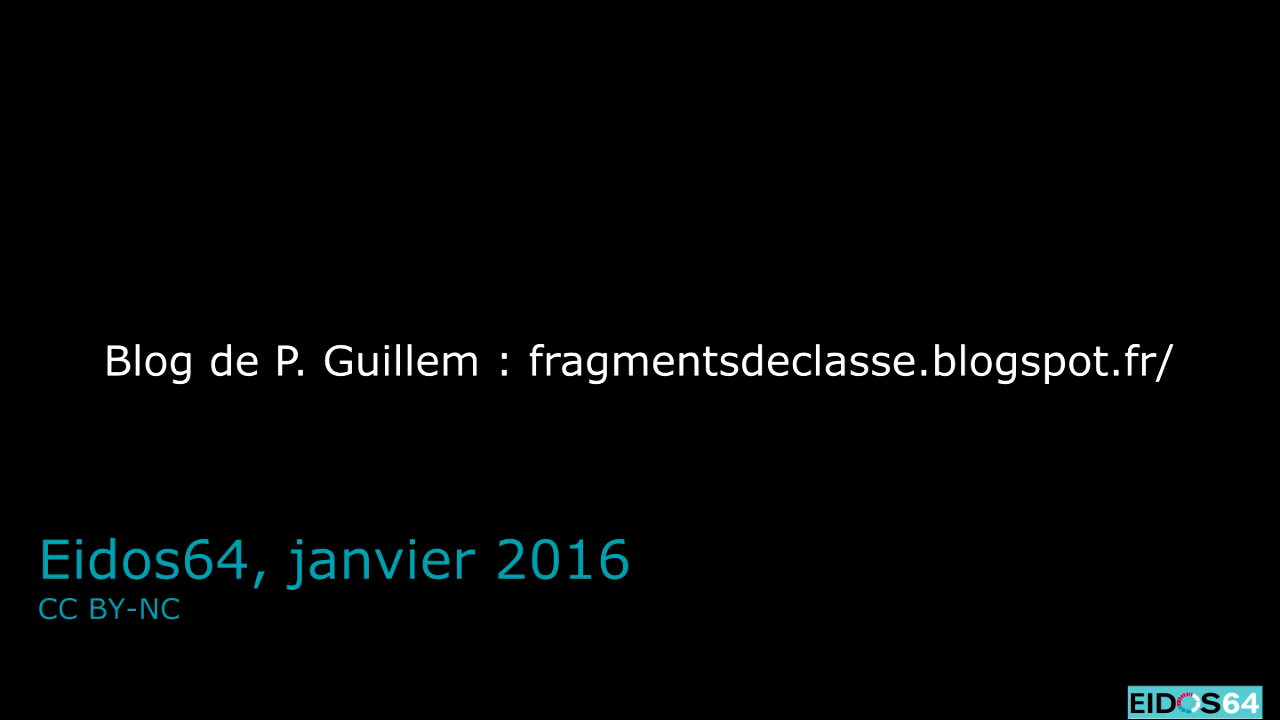 Blog de P. Guillem : fragmentsdeclasse.blogspot.fr/
Eidos64, janvier 2016
CC BY-NC
EIDOS64